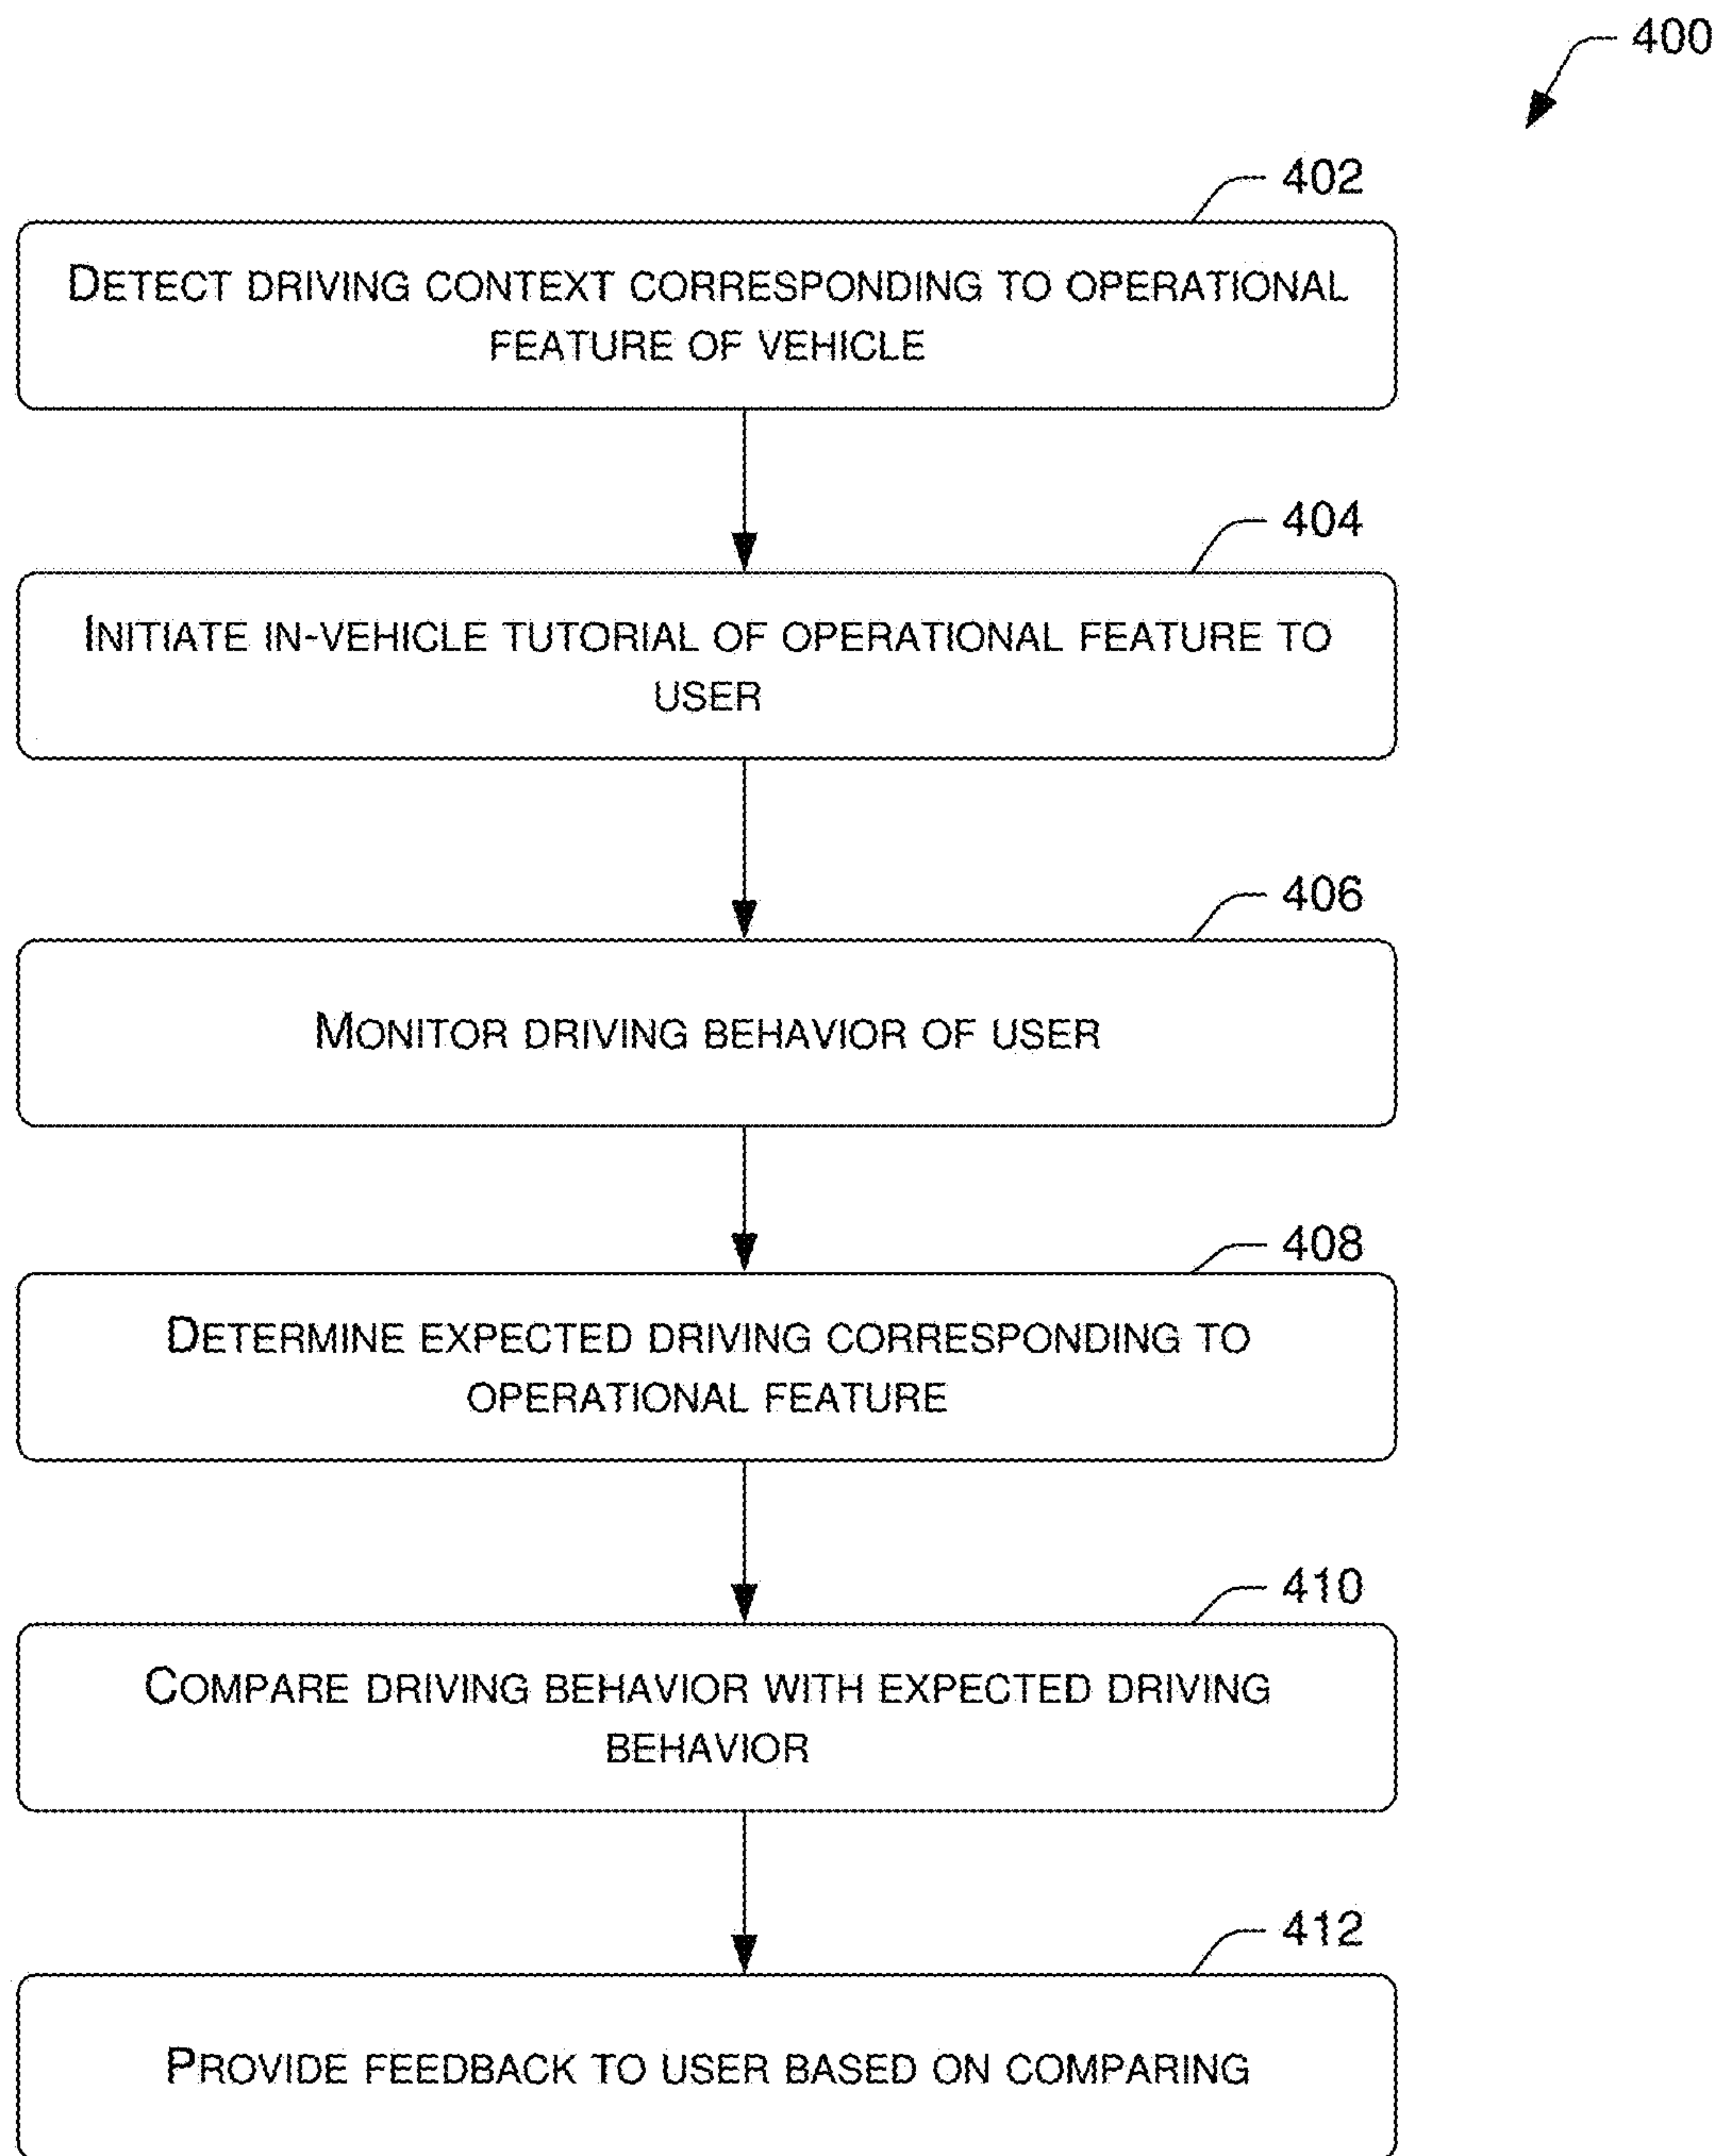 400
402
DETECT DRIVING CONTEXT CORRESPONDING TO OPERATIONAL
FEATURE OF VEHICLE
404
INITIATE IN-VEHICLE TUTORIAL OF OPERATIONAL FEATURE TO
USER
406
MONITOR DRIVING BEHAVIOR OF USER
408
DETERMINE EXPECTED DRIVING CORRESPONDING TO
OPERATIONAL FEATURE
410
COMPARE DRIVING BEHAVIOR WITH EXPECTED DRIVING
BEHAVIOR
412
PROVIDE FEEDBACK TO USER BASED ON COMPARING